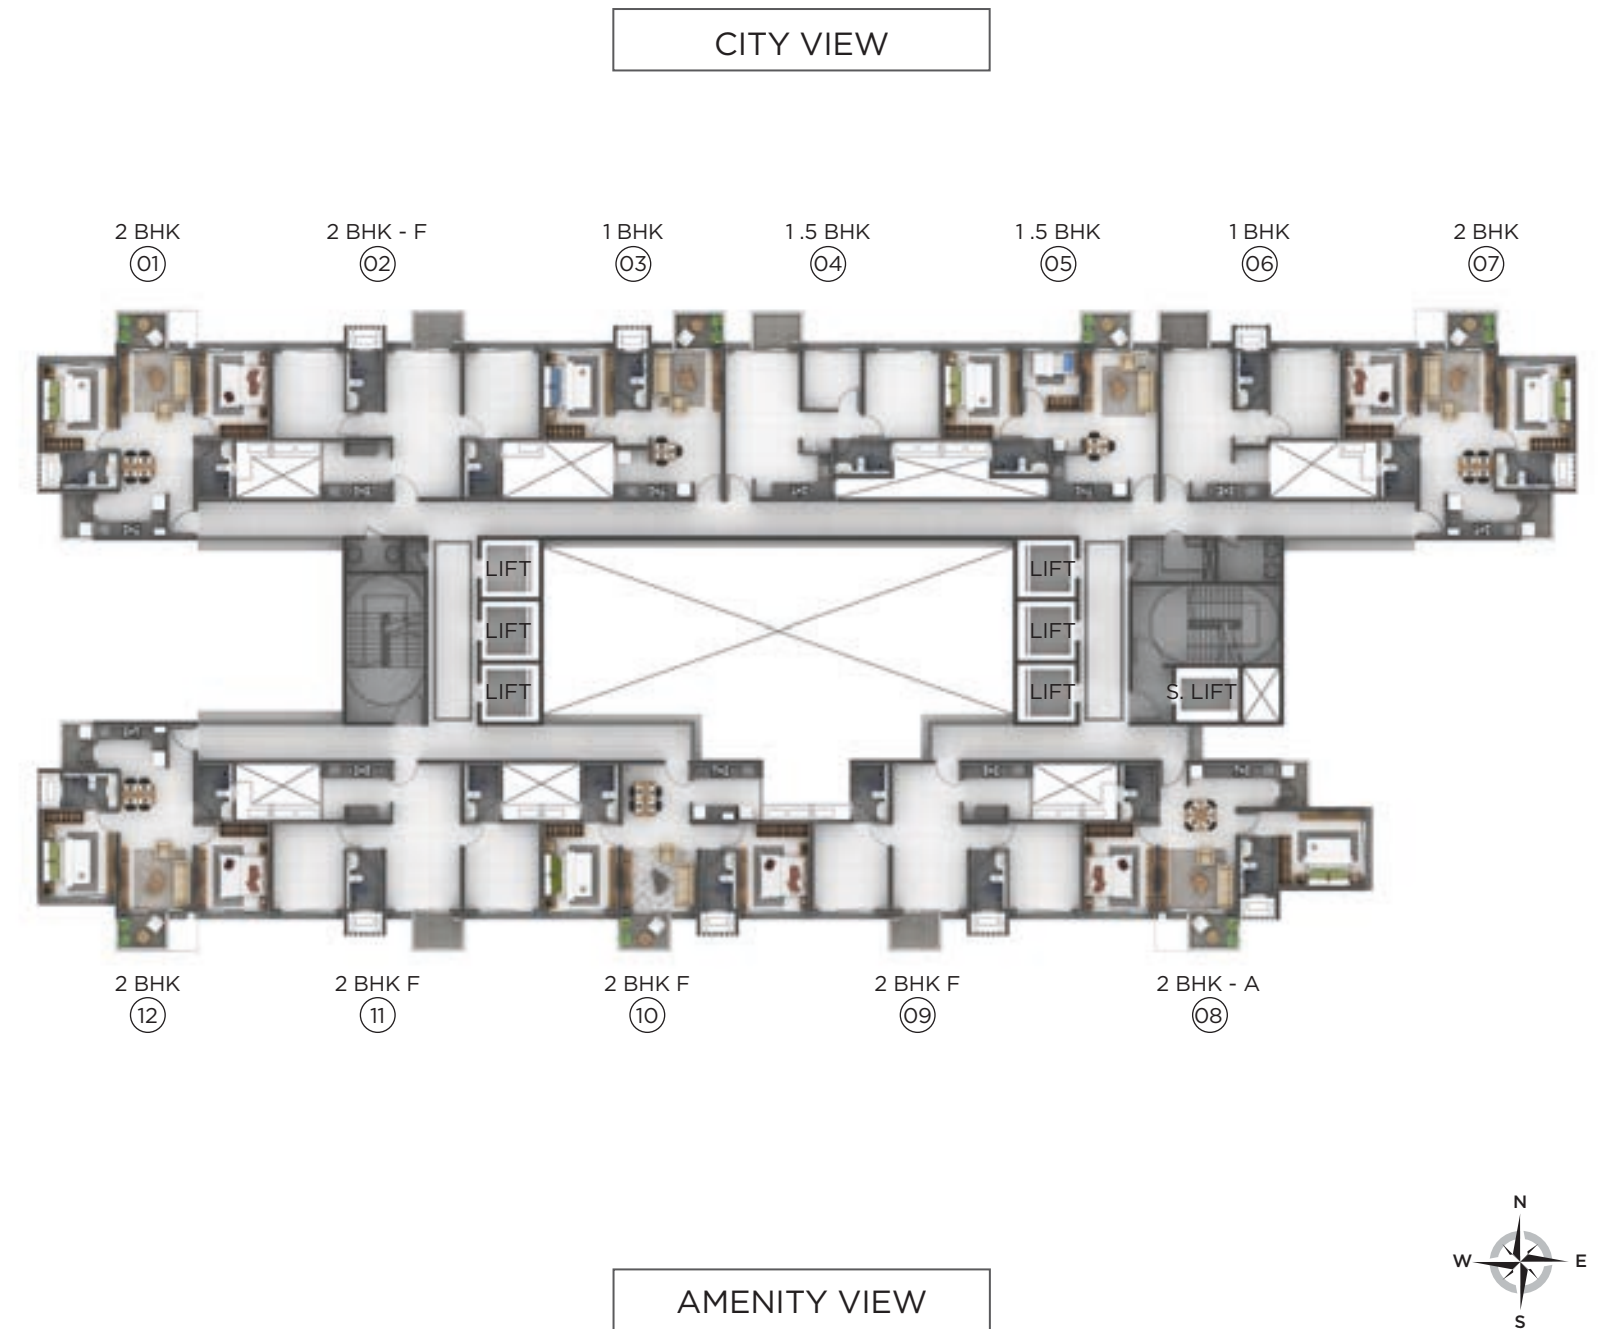 CITY VIEW
2 BHK
01
2 BHK - F
02
1 BHK
03
1 .5 BHK
04
1 .5 BHK
05
1 BHK
06
2 BHK
07
LIFT
LIFT
LIFT
LIFT
LIFT
LIFT
S. LIFT
2 BHK
12
2 BHK F
11
2 BHK F
10
2 BHK F
09
2 BHK - A
08
N
W
E
S
AMENITY VIEW